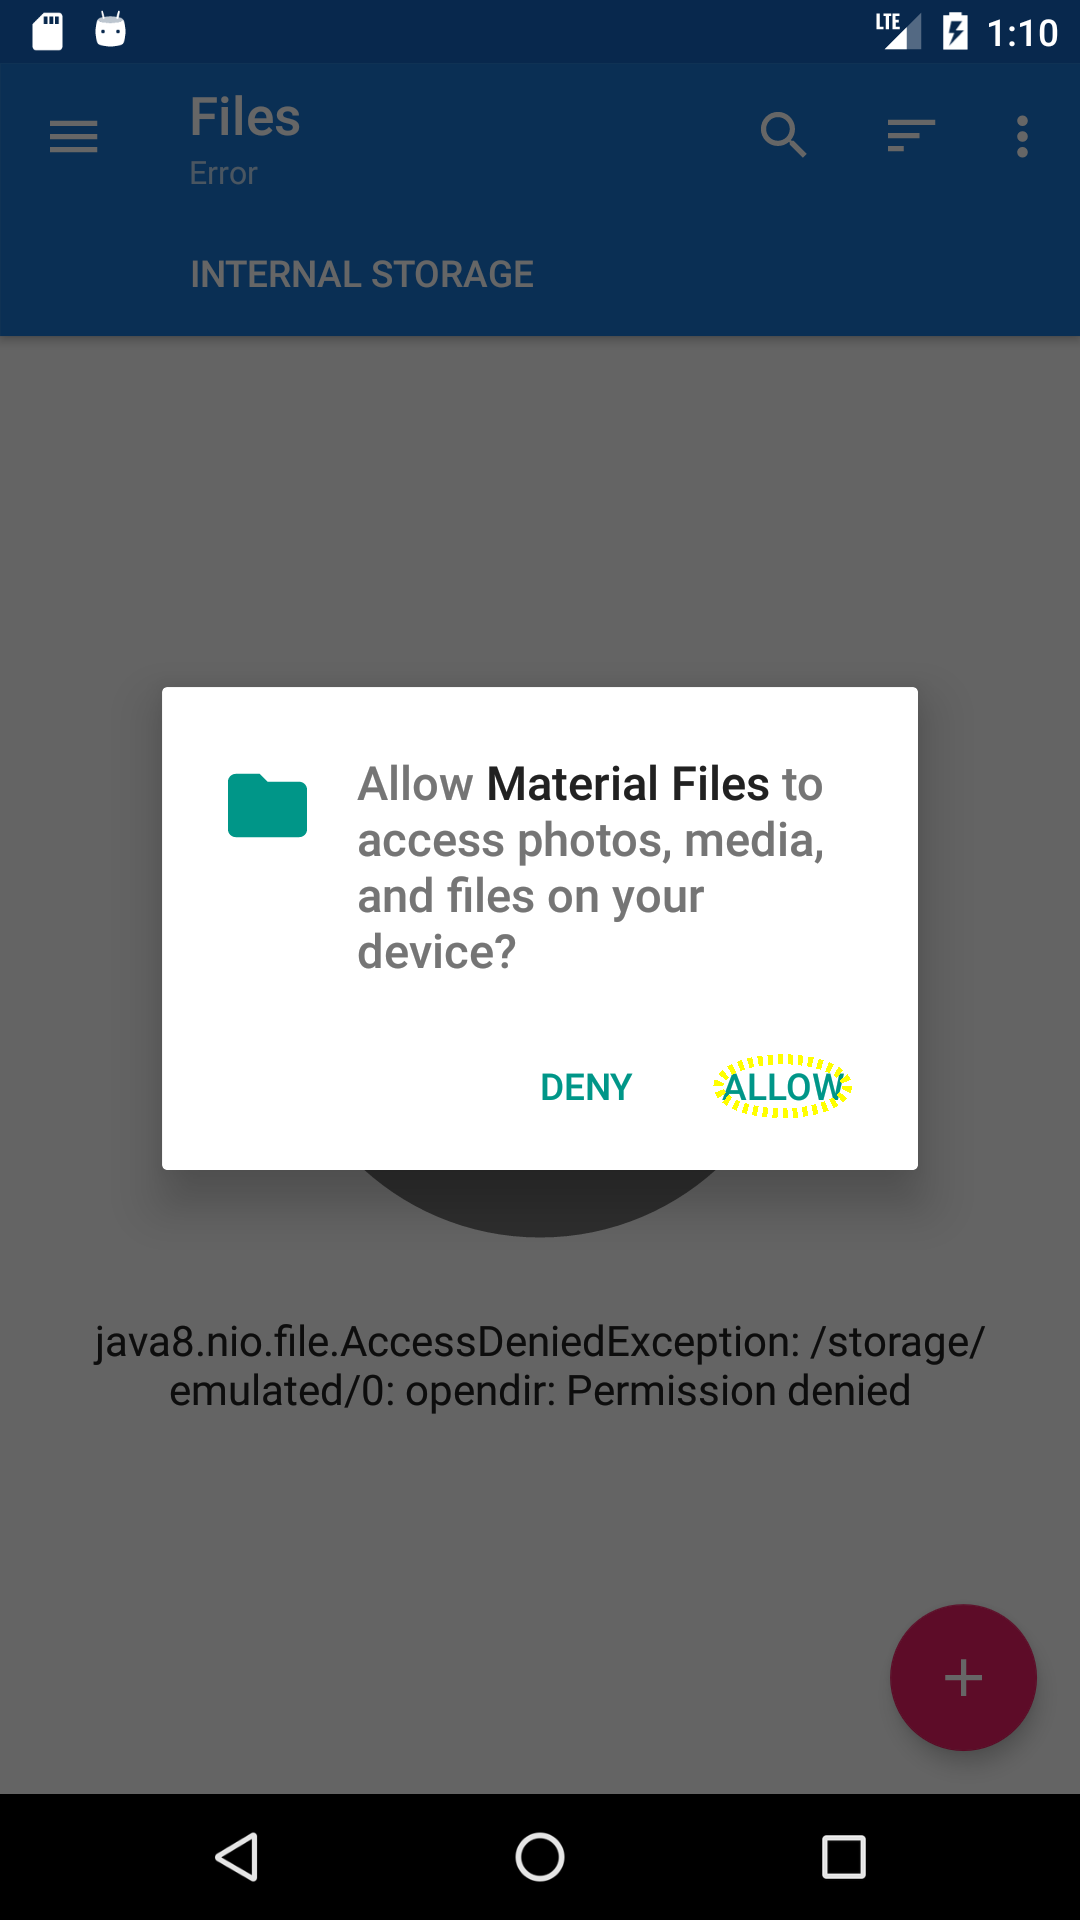 LTE 1:10
Files
Error
INTERNAL STORAGE
Allow Material Files to
access photos, media,
and files on your
device?
DENY ALLOW
java8.nio.file.AccessDeniedException: /storage/
emulated/0: opendir: Permission denied